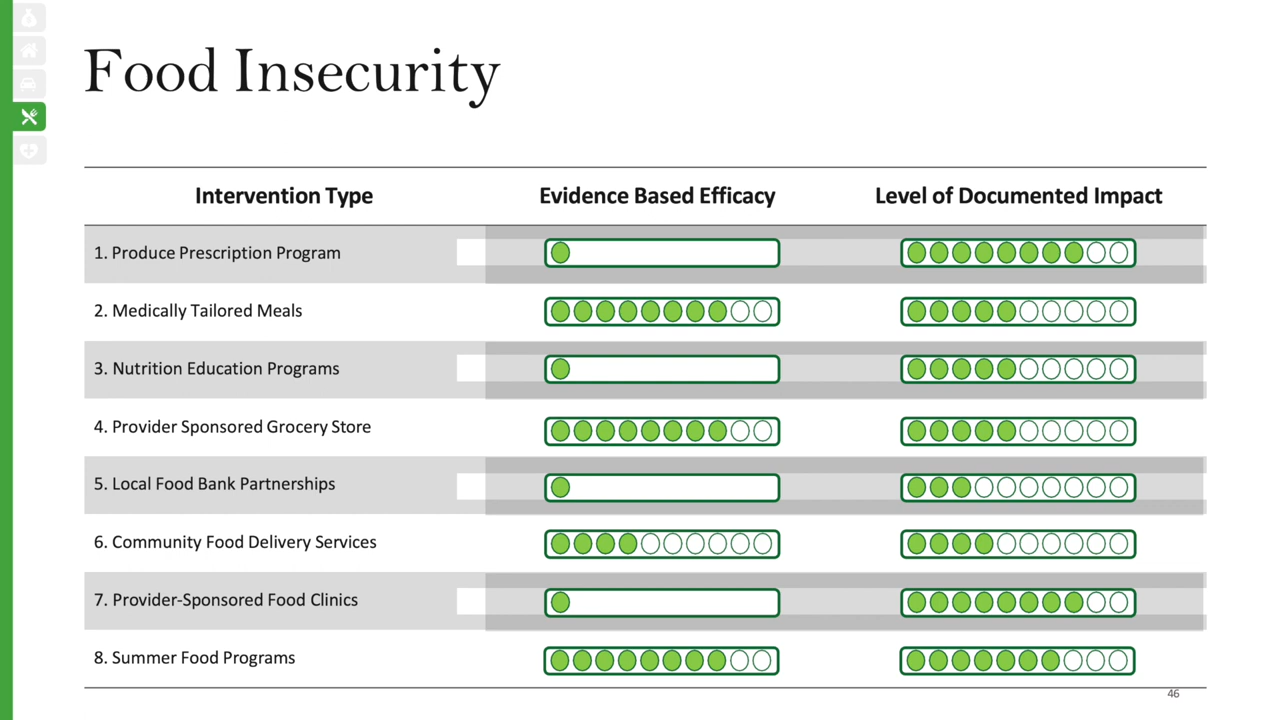 Food Insecurity
Intervention Type Evidence Based Efficacy Level of Documented Impact
1. Produce Prescription Program
2. Medically Tailored Meals
3. Nutrition Education Programs
4. Provider Sponsored Grocery Store
5. Local Food Bank Partnerships
6. Community Food Delivery Services
7. Provider-Sponsored Food Clinics
8. Summer Food Programs
46